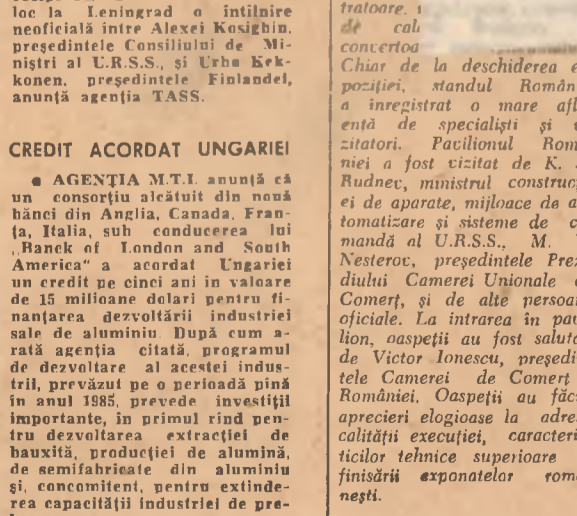 loc la Leningrad o întîlnire
neoficială între Alexei Kosîghin,
președintele Consiliului de Mi-
niștri al U.R.S.S., și Urho Kek-
konen, președintele Finlandei,
anunță agenția TASS.
CREDIT ACORDAT UNGARIEI
● AGENȚIA M.T.I. anunță că
un consorțiu alcătuit din nouă
bănci din Anglia, Canada, Fran-
ța, Italia, sub conducerea lui
„Banck of London and South
America" a acordat Ungariei
un credit pe cinci ani în valoare
de 15 milioane dolari pentru fi-
nanțarea dezvoltării industriei
sale de aluminiu. După cum a-
rată agenția citată, programul
de dezvoltare al acestei indus-
trii, prevăzut pe o perioadă pînă
în anul 1985, prevede investiții
importante, în primul rînd pen-
tru dezvoltarea extracției de
bauxită, producției de alumină,
de semifabricate din aluminiu
și, concomitent, pentru extinde-
rea capacității industriei de pre-
tratoare,
de
concertoa
Chiar de la deschiderea e
poziției, standul Român
a înregistrat o mare afl
ență de specialiști și
zitatori. Pavilionul Rom
niei a fost vizitat de K.
Rudnev, ministrul construc
ei de aparate, mijloace de a
tomatizare și sisteme de c
mandă al U.R.S.S., M.
Nesterov, președintele Prez
diului Camerei Unionale
Comerț, și de alte persoan
oficiale. La intrarea în pav
lion, oaspeții au fost saluta
de Victor Ionescu, președi
tele Camerei de Comerț
României. Oaspeții au făc
aprecieri elogioase la adre
calității execuției, caracteri
ticilor tehnice superioare
finisării exponatelor rom
nești.